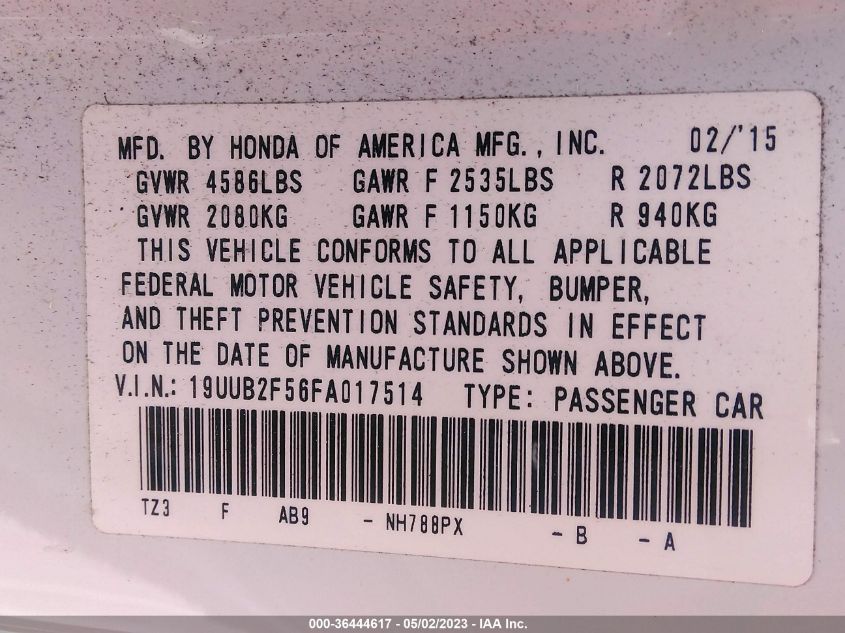 MFD. BY HONDA OF AMERICA MFG., INC. 02/'15
GVWR 4586LBS GAWR F 2535LBS R 2072LBS
GVWR 2080KG GAWR F 1150KG R 940KG
THIS VEHICLE CONFORMS TO ALL APPLICABLE
FEDERAL MOTOR VEHICLE SAFETY, BUMPER,
AND THEFT PREVENTION STANDARDS IN EFFECT
ON THE DATE OF MANUFACTURE SHOWN ABOVE.
V.I.N.: 19UUB2F56FA017514 TYPE: PASSENGER CAR
TZ3 F AB9 - NH788PX - B - A
000-36444617 - 05/02/2023 - IAA Inc.